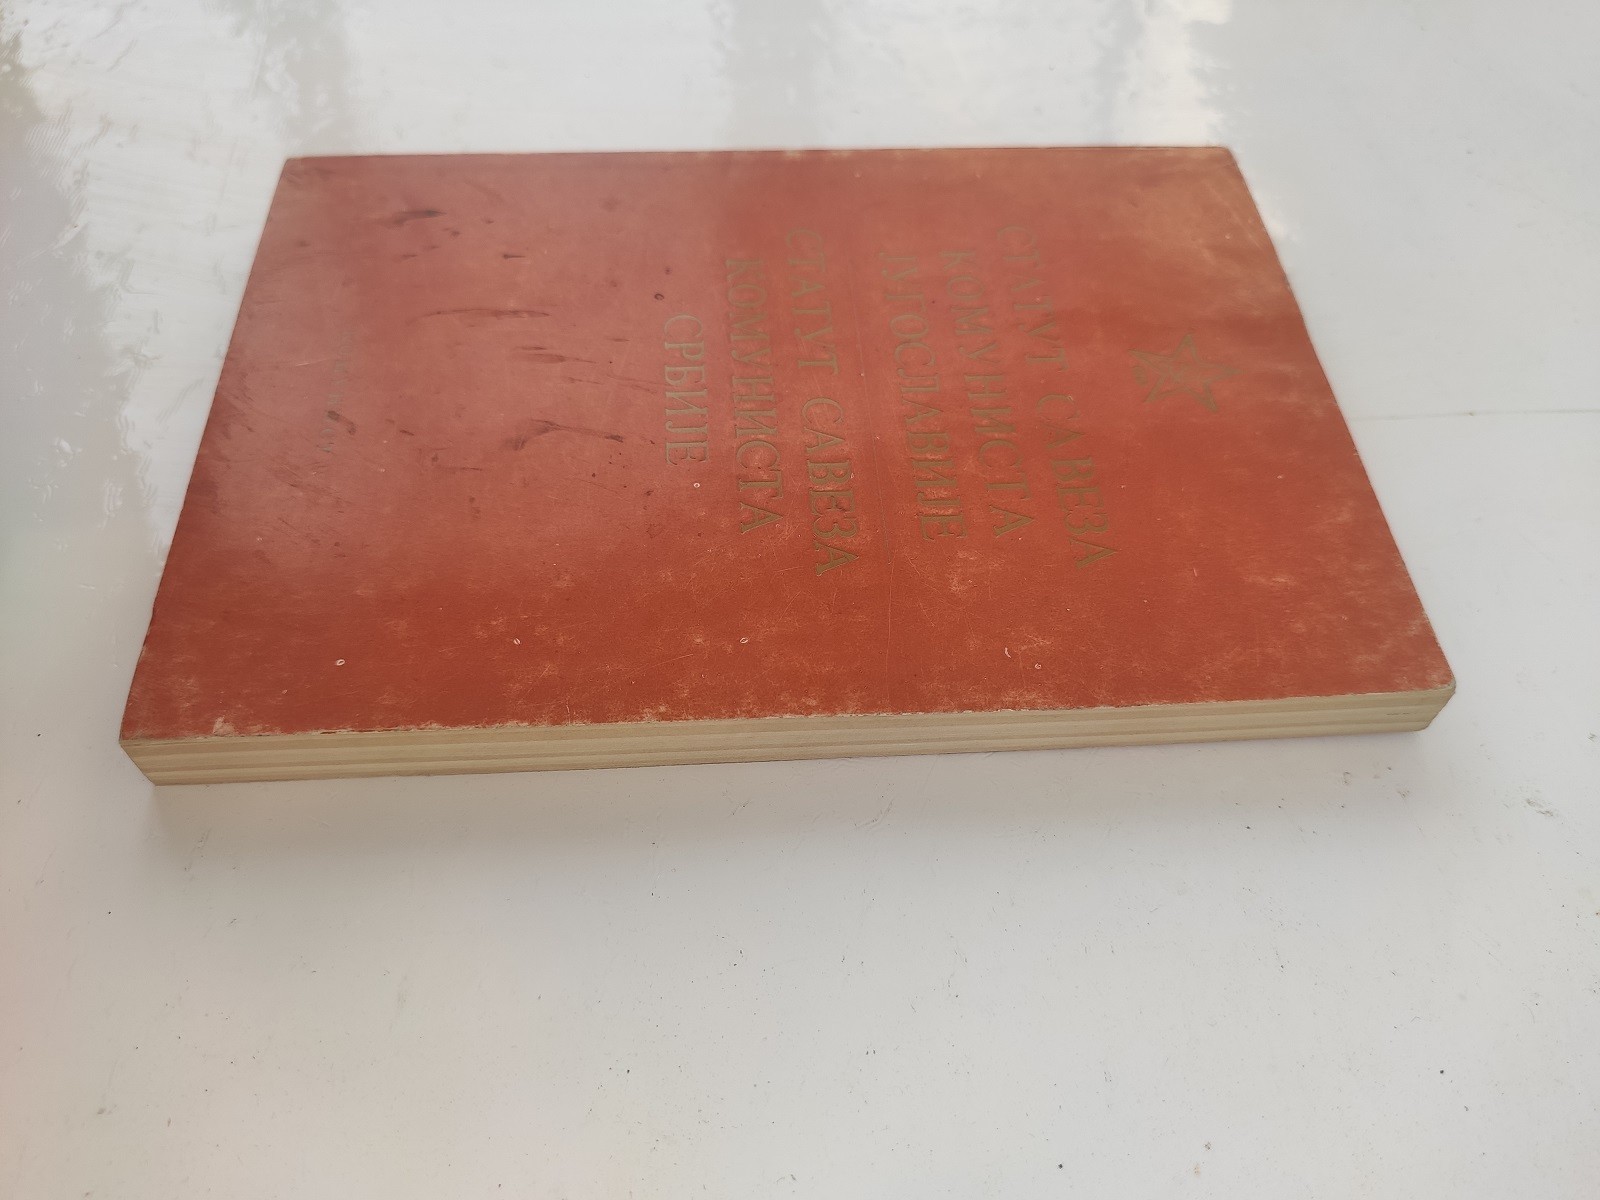 СТАТУТ САВЕЗА
КОМУНИСТА
ЈУГОСЛАВИЈЕ
СТАТУТ САВЕЗА
КОМУНИСТА
СРБИЈЕ